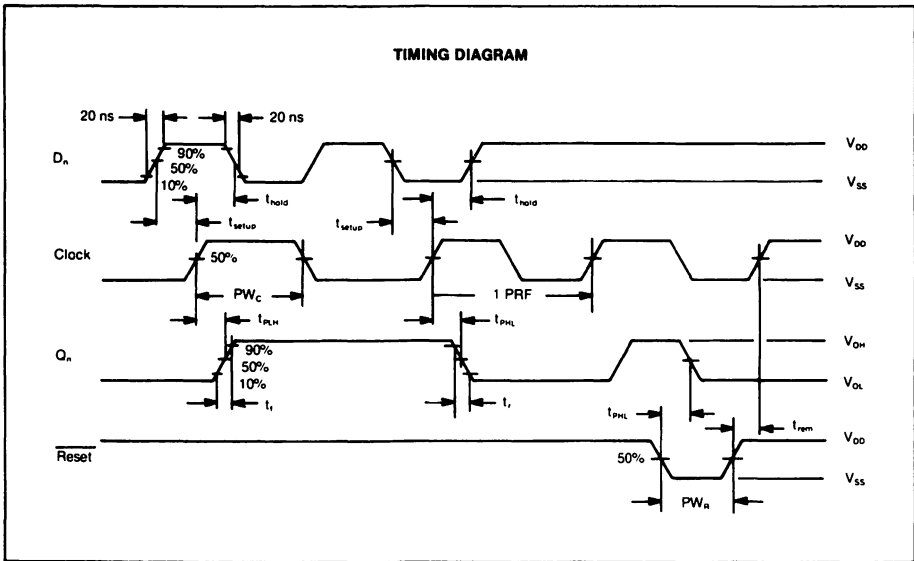 TIMING DIAGRAM
20 ns
20 ns
Dn
90%
50%
10%
VDD
VSS
thold
thold
tsetup
tsetup
Clock
50%
VDD
VSS
PWC
1 PRF
tPLH
tPHL
Qn
90%
50%
10%
VOH
VOL
tf
tr
tPHL
trem
Reset
50%
VDD
VSS
PWR